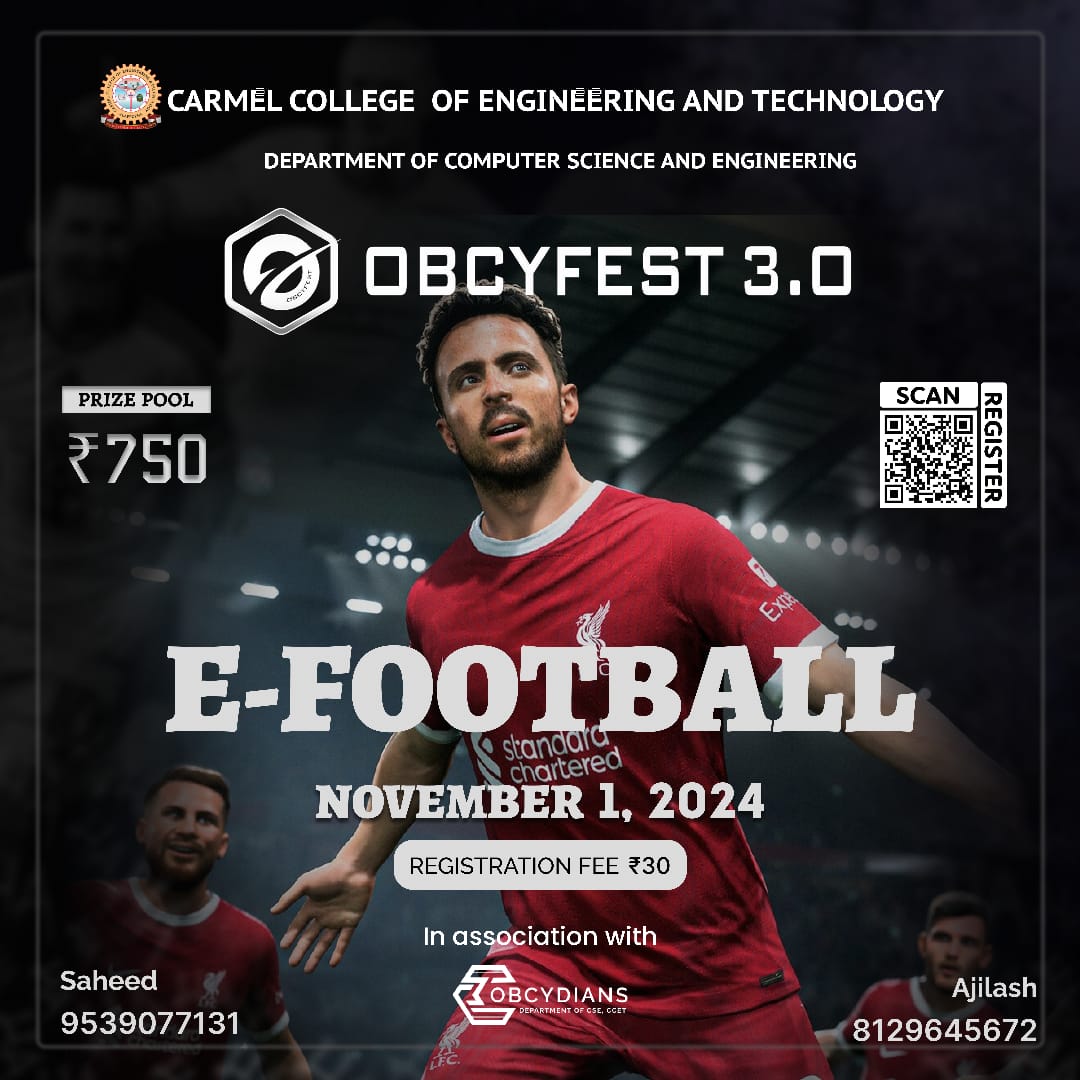 CARMEL COLLEGE OF ENGINEERING AND TECHNOLOGY
DEPARTMENT OF COMPUTER SCIENCE AND ENGINEERING
OBCYFEST
OBCYFEST 3.0
PRIZE POOL
₹750
SCAN
REGISTER
E-FOOTBALL
standard
chartered
NOVEMBER 1, 2024
REGISTRATION FEE ₹30
In association with
OBCYDIANS
DEPARTMENT OF CSE, CCET
Saheed
9539077131
Ajilash
8129645672
L.F.C.